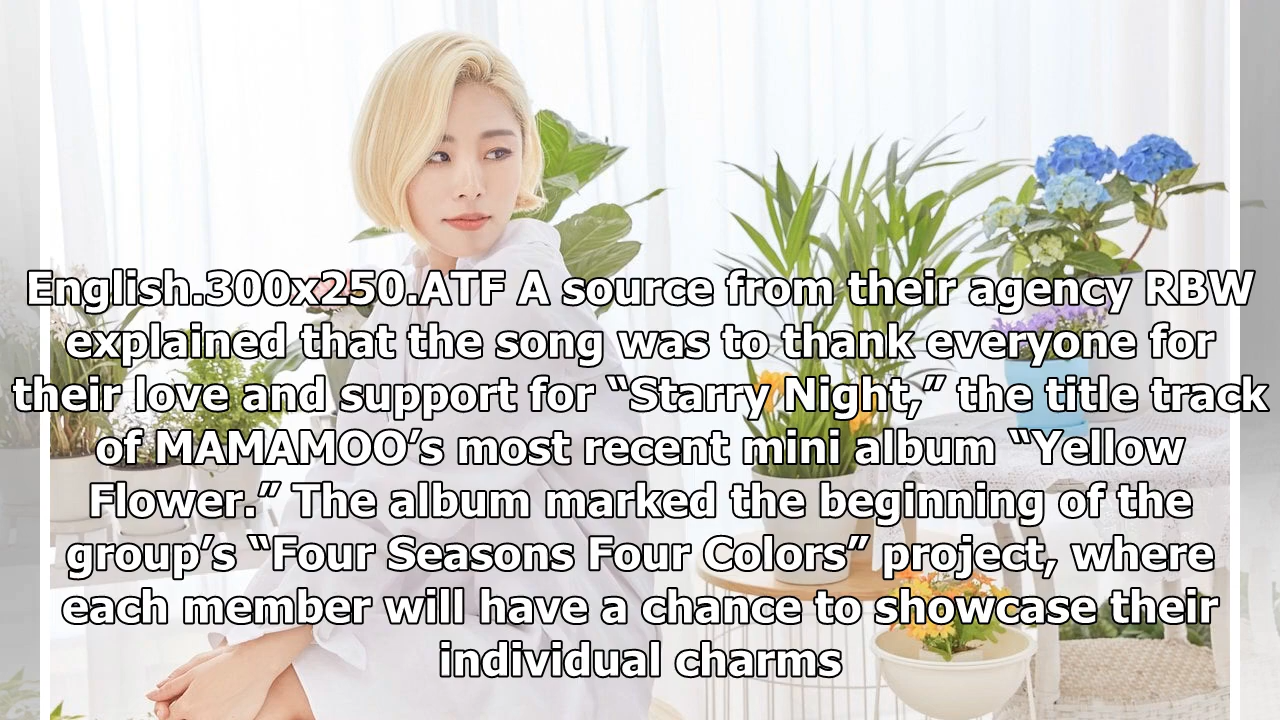 English.300x250.ATF A source from their agency RBW
explained that the song was to thank everyone for
their love and support for “Starry Night,” the title track
of MAMAMOO’s most recent mini album “Yellow
Flower.” The album marked the beginning of the
group’s “Four Seasons Four Colors” project, where
each member will have a chance to showcase their
individual charms